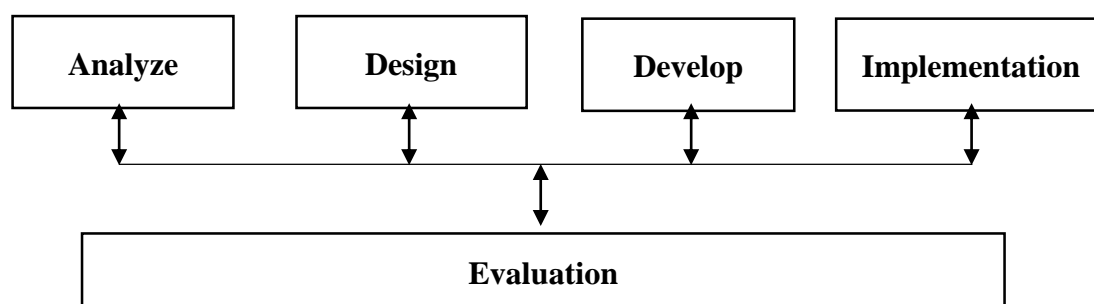 Analyze
Design
Develop
Implementation
Evaluation